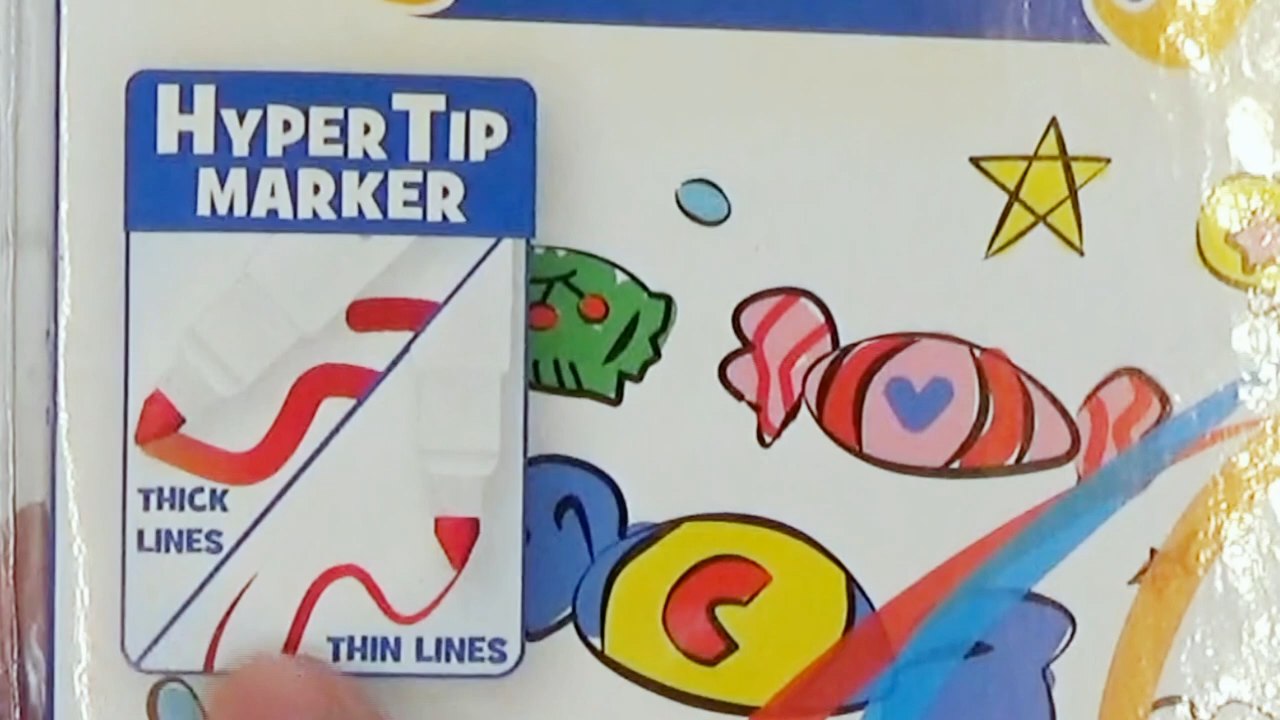 HYPER TIP
MARKER
THICK
LINES
THIN LINES